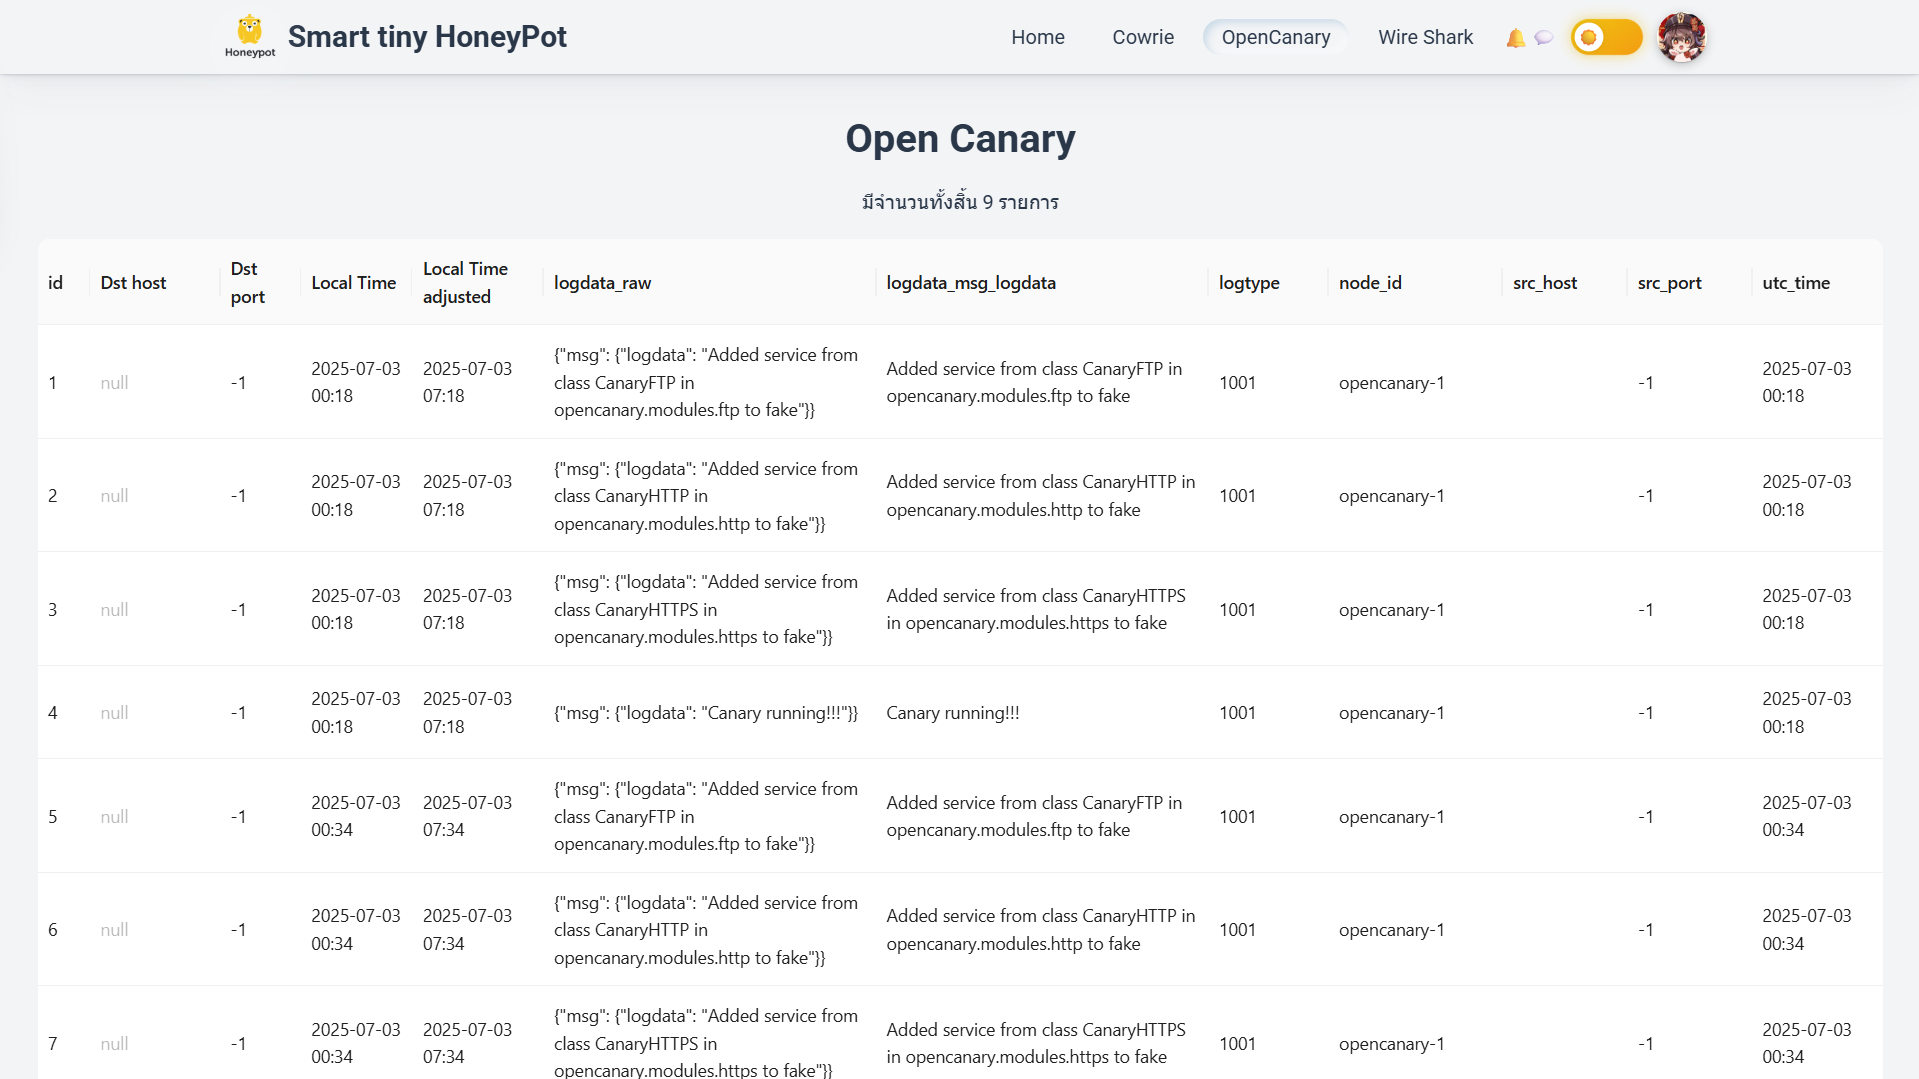 Honeypot
Smart tiny HoneyPot
Home
Cowrie
OpenCanary
Wire Shark
Open Canary
มีจำนวนทั้งสิ้น 9 รายการ
id
Dst host
Dst
port
Local Time
Local Time
adjusted
logdata_raw
logdata_msg_logdata
logtype
node_id
src_host
src_port
utc_time
1
null
-1
2025-07-03
00:18
2025-07-03
07:18
{"msg": {"logdata": "Added service from
class CanaryFTP in
opencanary.modules.ftp to fake"}}
Added service from class CanaryFTP in
opencanary.modules.ftp to fake
1001
opencanary-1
-1
2025-07-03
00:18
2
null
-1
2025-07-03
00:18
2025-07-03
07:18
{"msg": {"logdata": "Added service from
class CanaryHTTP in
opencanary.modules.http to fake"}}
Added service from class CanaryHTTP in
opencanary.modules.http to fake
1001
opencanary-1
-1
2025-07-03
00:18
3
null
-1
2025-07-03
00:18
2025-07-03
07:18
{"msg": {"logdata": "Added service from
class CanaryHTTPS in
opencanary.modules.https to fake"}}
Added service from class CanaryHTTPS
in opencanary.modules.https to fake
1001
opencanary-1
-1
2025-07-03
00:18
4
null
-1
2025-07-03
00:18
2025-07-03
07:18
{"msg": {"logdata": "Canary running!!!"}}
Canary running!!!
1001
opencanary-1
-1
2025-07-03
00:18
5
null
-1
2025-07-03
00:34
2025-07-03
07:34
{"msg": {"logdata": "Added service from
class CanaryFTP in
opencanary.modules.ftp to fake"}}
Added service from class CanaryFTP in
opencanary.modules.ftp to fake
1001
opencanary-1
-1
2025-07-03
00:34
6
null
-1
2025-07-03
00:34
2025-07-03
07:34
{"msg": {"logdata": "Added service from
class CanaryHTTP in
opencanary.modules.http to fake"}}
Added service from class CanaryHTTP in
opencanary.modules.http to fake
1001
opencanary-1
-1
2025-07-03
00:34
7
null
-1
2025-07-03
00:34
2025-07-03
07:34
{"msg": {"logdata": "Added service from
class CanaryHTTPS in
opencanary.modules.https to fake"}}
Added service from class CanaryHTTPS
in opencanary.modules.https to fake
1001
opencanary-1
-1
2025-07-03
00:34